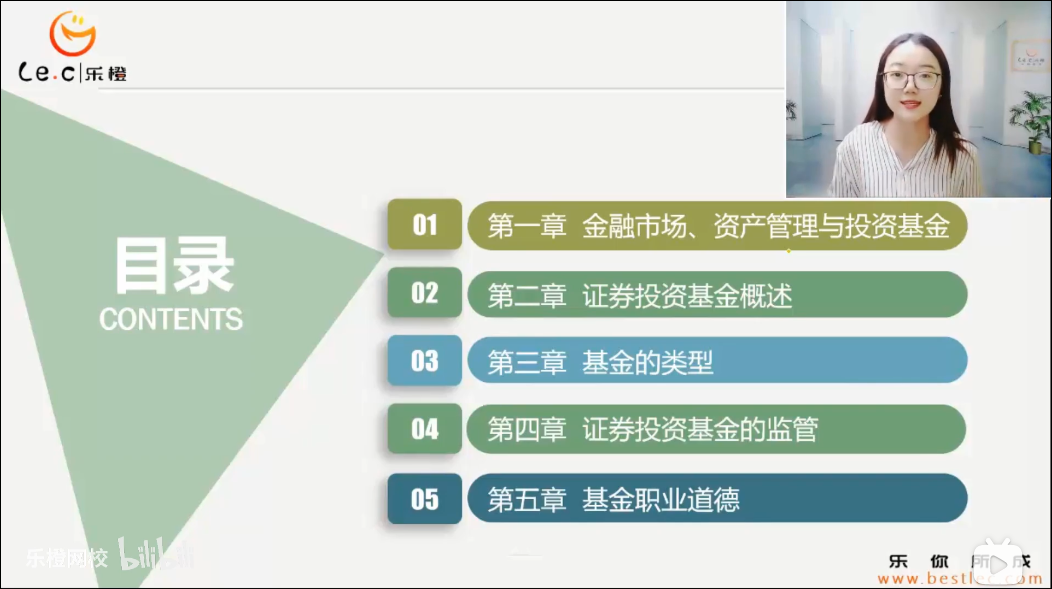 Le.c|乐橙
目录
CONTENTS
01 第一章 金融市场、资产管理与投资基金
02 第二章 证券投资基金概述
03 第三章 基金的类型
04 第四章 证券投资基金的监管
05 第五章 基金职业道德
乐橙网校 bilibili
乐 你 所 成
www.bestlec.com